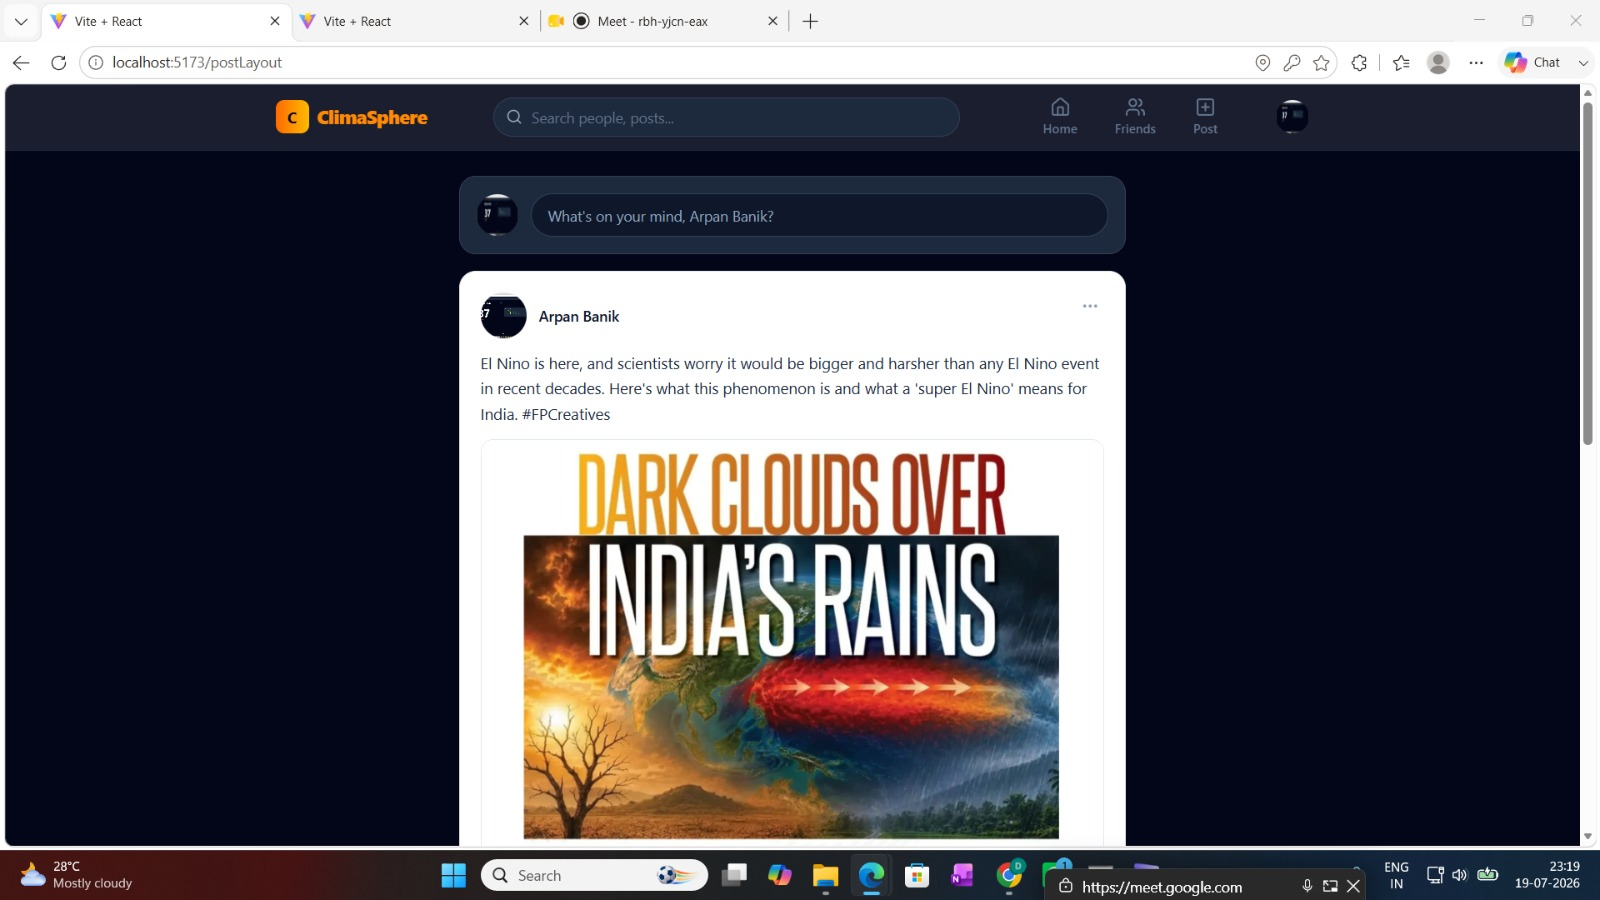 Vite + React
Vite + React
Meet - rbh-yjcn-eax
localhost:5173/postLayout
Chat
C ClimaSphere
Search people, posts...
Home
Friends
Post
What's on your mind, Arpan Banik?
Arpan Banik
El Nino is here, and scientists worry it would be bigger and harsher than any El Nino event
in recent decades. Here's what this phenomenon is and what a 'super El Nino' means for
India. #FPCreatives
DARK CLOUDS OVER
INDIA'S RAINS
28°C
Mostly cloudy
Search
https://meet.google.com
ENG
IN
23:19
19-07-2026